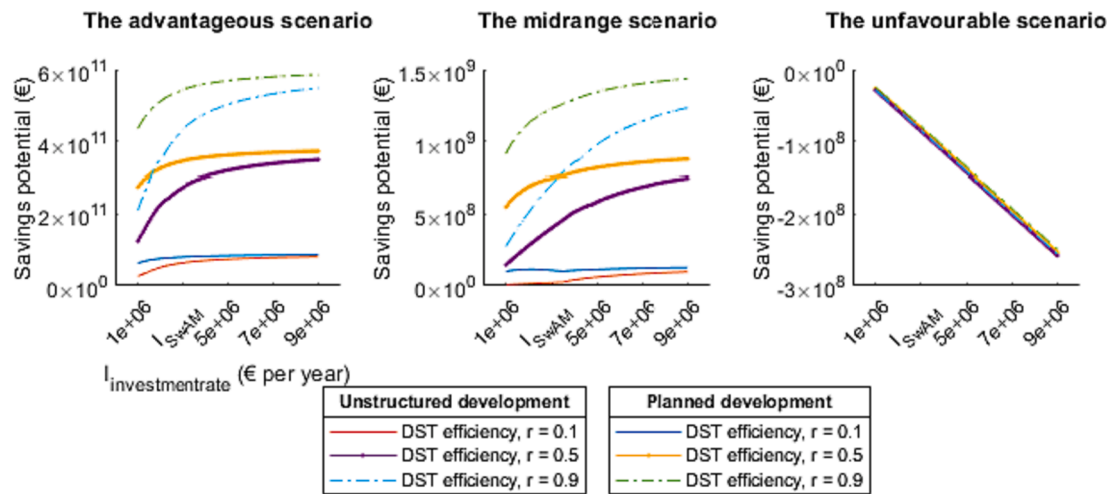 The advantageous scenario
The midrange scenario
The unfavourable scenario
Savings potential (€)
6×10^11
4×10^11
2×10^11
0×10^0
1e+06
I_SwAM
5e+06
7e+06
9e+06
I_investmentrate (€ per year)
Savings potential (€)
1.5×10^9
1×10^9
5×10^8
0×10^0
1e+06
I_SwAM
5e+06
7e+06
9e+06
Savings potential (€)
0×10^0
-1×10^8
-2×10^8
-3×10^8
1e+06
I_SwAM
5e+06
7e+06
9e+06
Unstructured development
DST efficiency, r = 0.1
DST efficiency, r = 0.5
DST efficiency, r = 0.9
Planned development
DST efficiency, r = 0.1
DST efficiency, r = 0.5
DST efficiency, r = 0.9